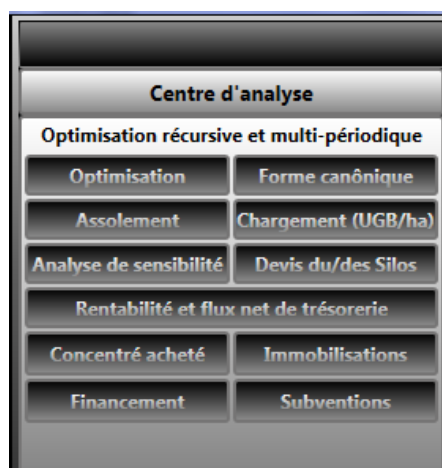 Centre d'analyse
Optimisation récursive et multi-périodique
Optimisation Forme canônique
Assolement Chargement (UGB/ha)
Analyse de sensibilité Devis du/des Silos
Rentabilité et flux net de trésorerie
Concentré acheté Immobilisations
Financement Subventions